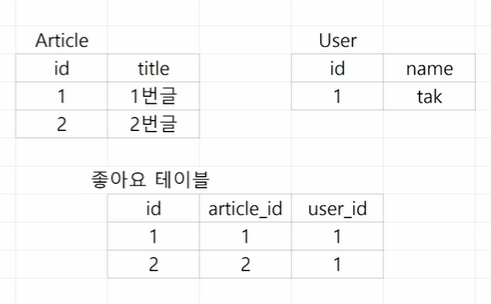 Article User
id title id name
1 1번글 1 tak
2 2번글
좋아요 테이블
id article_id user_id
1 1 1
2 2 1